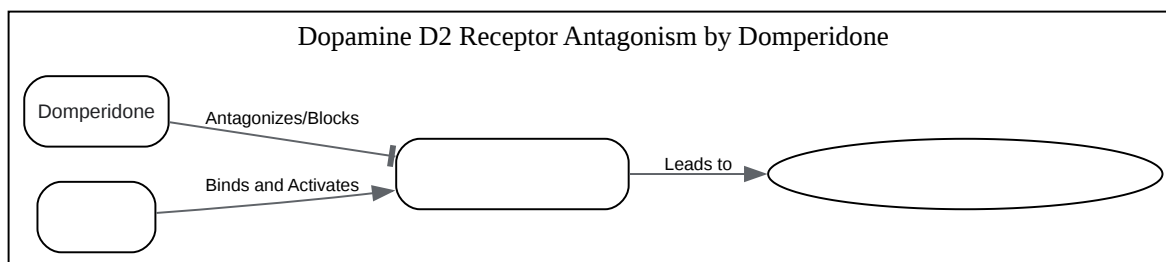 Dopamine D2 Receptor Antagonism by Domperidone
Domperidone
Antagonizes/Blocks
Binds and Activates
Leads to